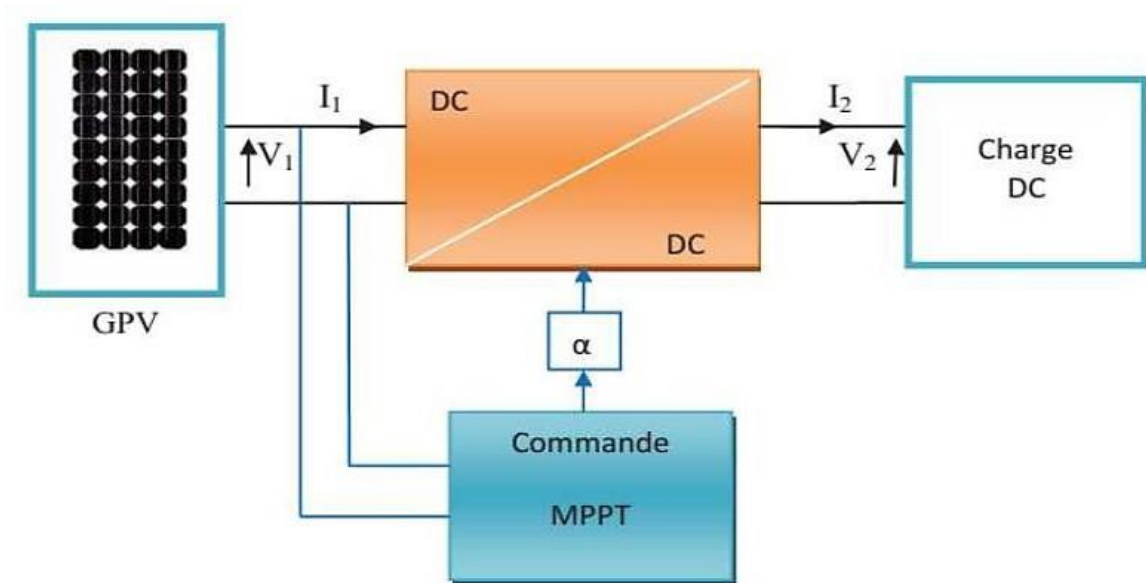 I₁
DC
I₂
V₁
V₂
Charge
DC
DC
GPV
α
Commande
MPPT